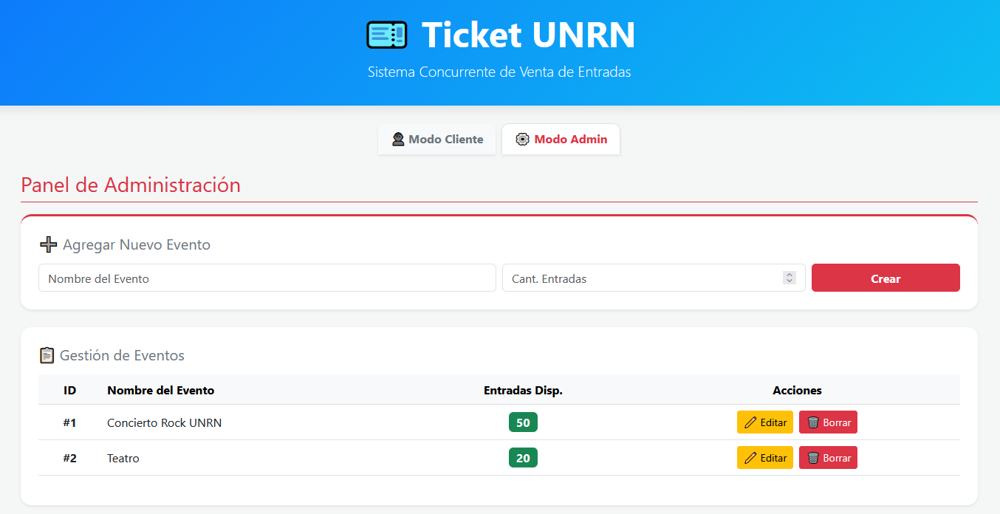 Ticket UNRN
Sistema Concurrente de Venta de Entradas
Modo Cliente Modo Admin
Panel de Administración
Agregar Nuevo Evento
Nombre del Evento Cant. Entradas Crear
Gestión de Eventos
ID Nombre del Evento Entradas Disp. Acciones
#1 Concierto Rock UNRN 50 Editar Borrar
#2 Teatro 20 Editar Borrar